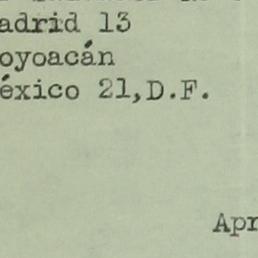 adrid 13
oyoacán
éxico 21,D.F.
Apr